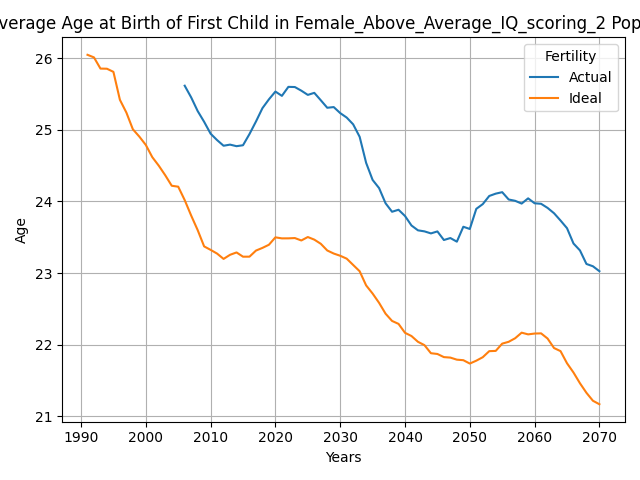 verage Age at Birth of First Child in Female_Above_Average_IQ_scoring_2 Pop
Fertility
Actual
Ideal
26
25
24
23
22
21
Age
1990 2000 2010 2020 2030 2040 2050 2060 2070
Years